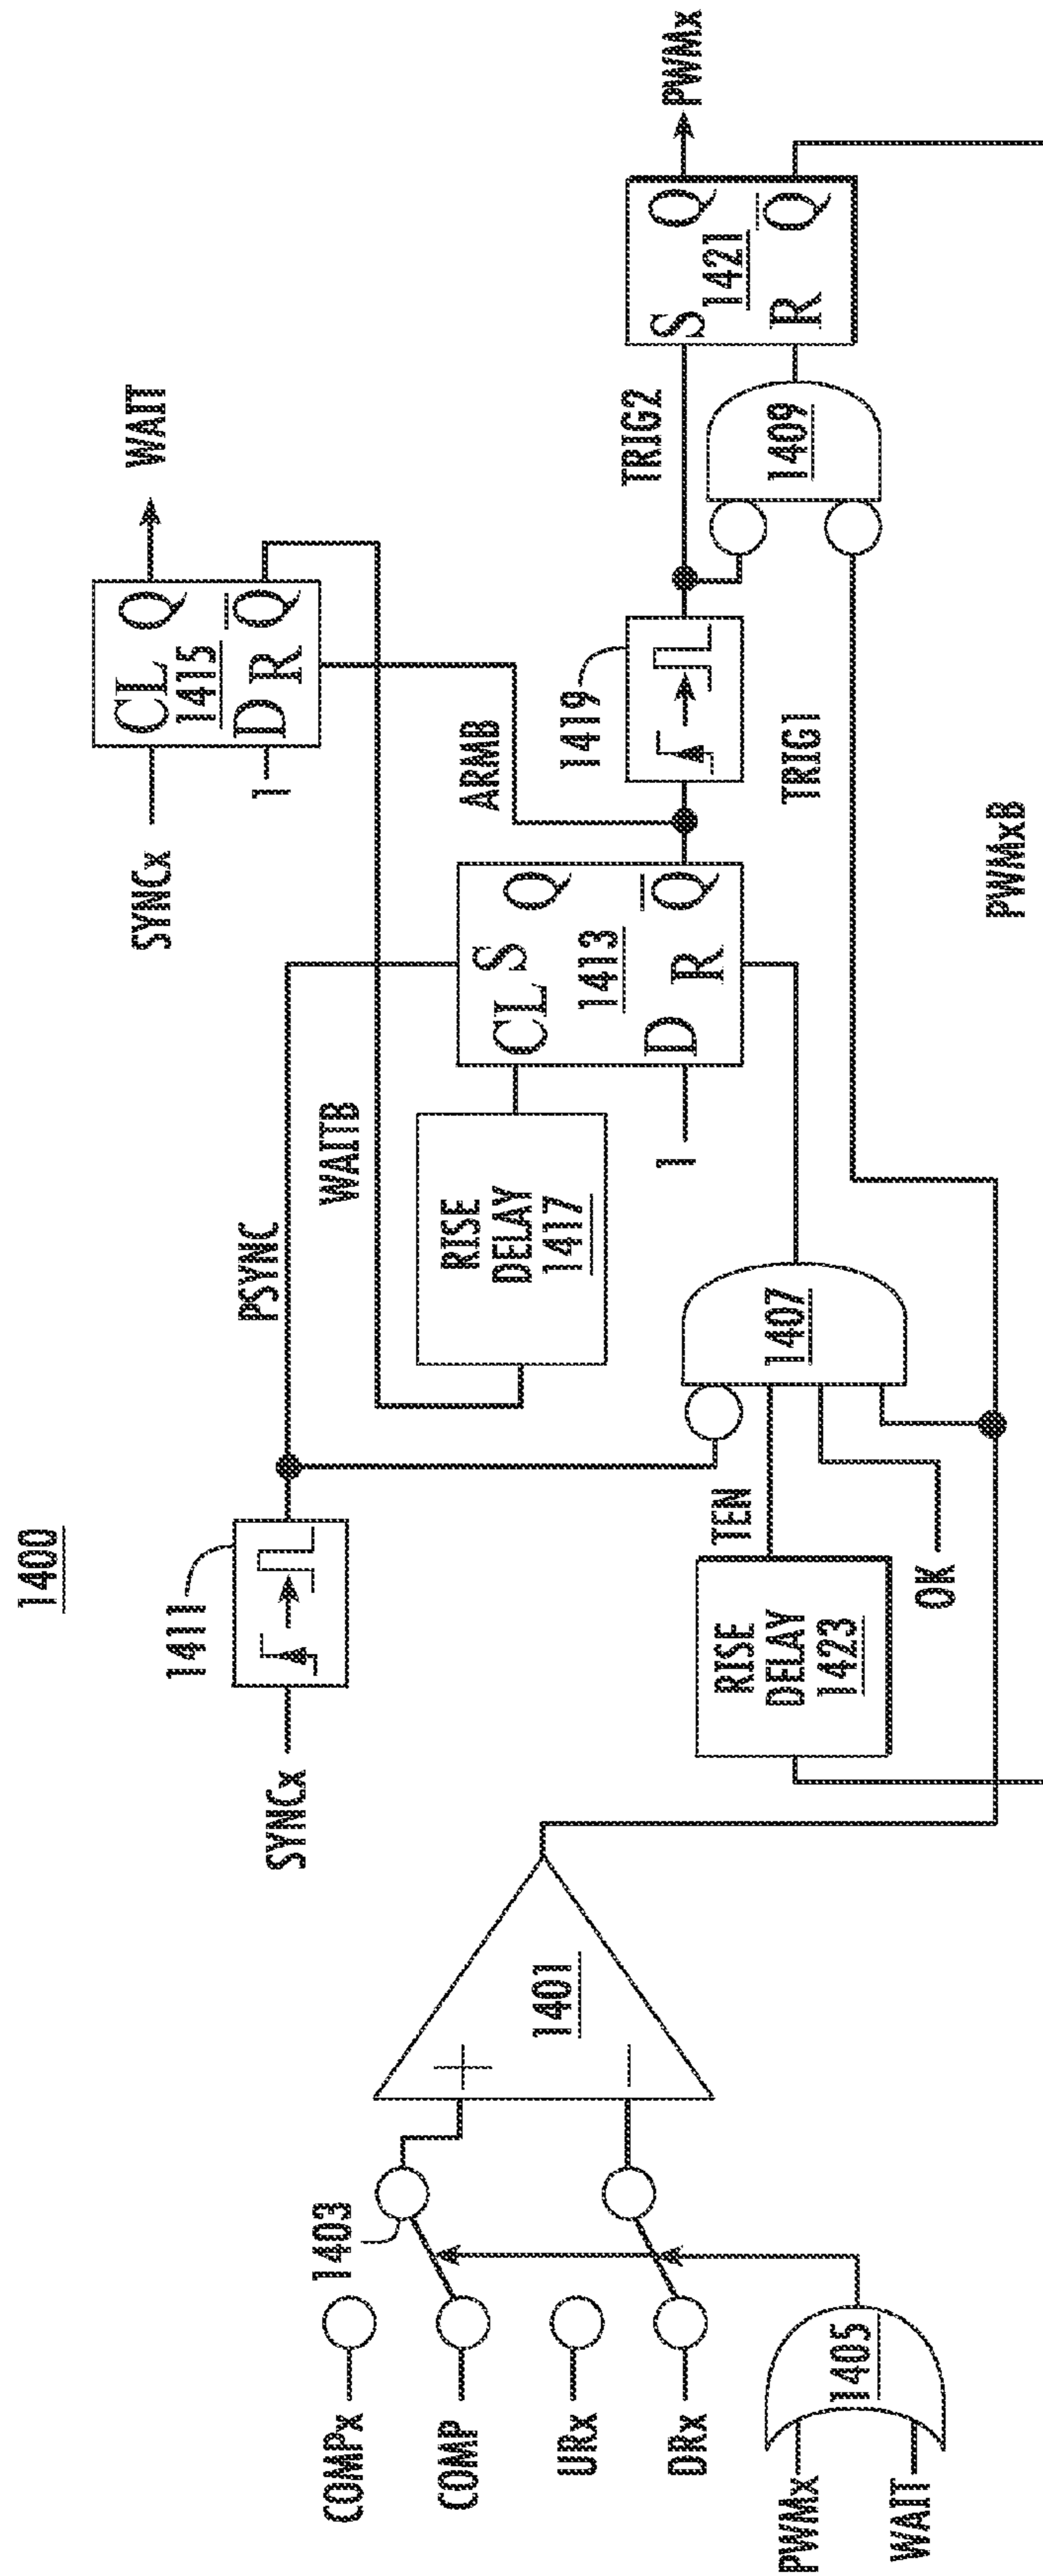 1400
COMPx
COMP
URx
DRx
PWMx
WAIT
1403
1405
+
−
1401
SYNCx
1411
PSYNC
WAITB
RISE
DELAY
1423
TEN
OK
1407
RISE
DELAY
1417
1
CL
S
Q
1413
D
R
Q
ARMB
SYNCx
1
CL
Q
1415
D
R
Q
WAIT
1419
TRIG1
TRIG2
1409
S
Q
1421
R
Q
PWMx
PWMxB